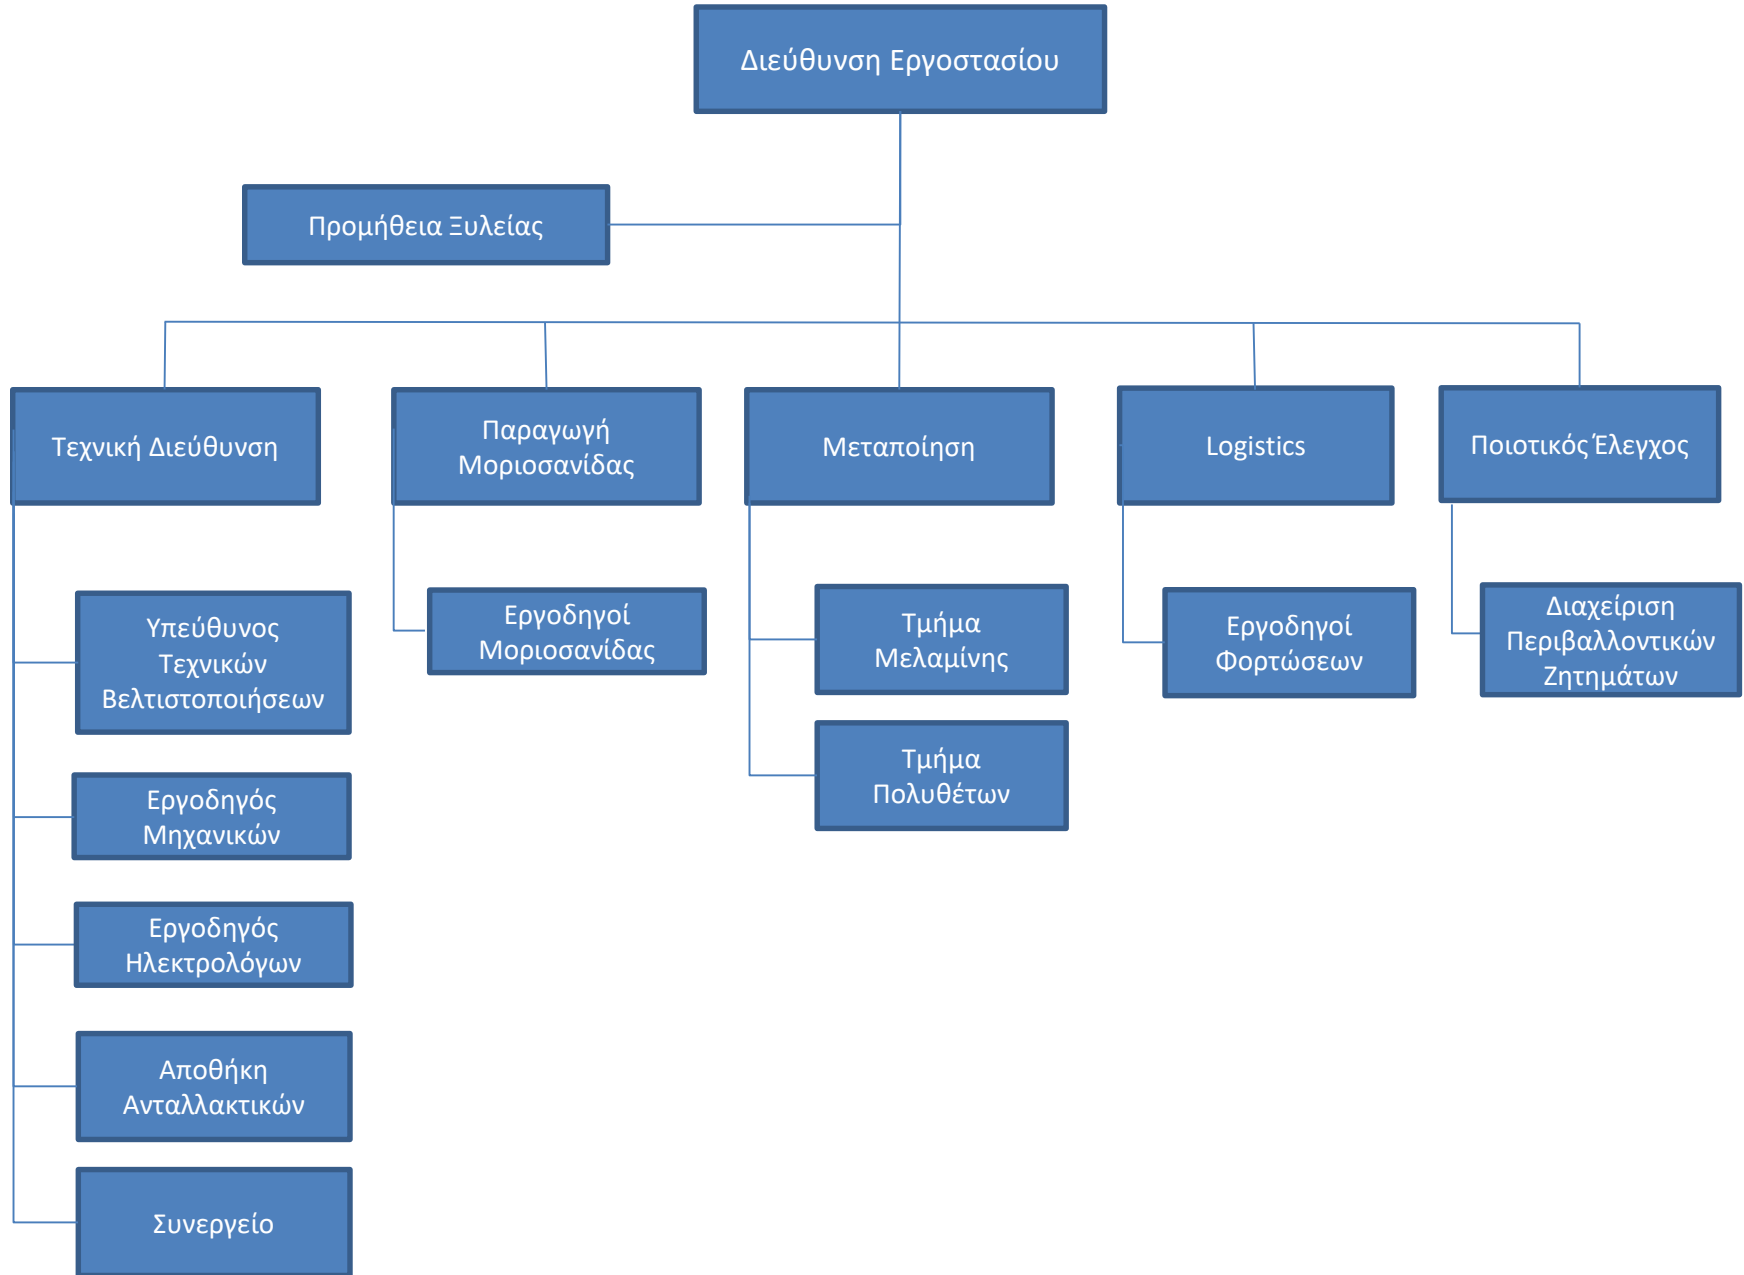 Διεύθυνση Εργοστασίου
Προμήθεια Ξυλείας
Τεχνική Διεύθυνση
Παραγωγή
Μοριοσανίδας
Μεταποίηση
Logistics
Ποιοτικός Έλεγχος
Υπεύθυνος
Τεχνικών
Βελτιστοποιήσεων
Εργοδηγός
Μηχανικών
Εργοδηγός
Ηλεκτρολόγων
Αποθήκη
Ανταλλακτικών
Συνεργείο
Εργοδηγοί
Μοριοσανίδας
Τμήμα
Μελαμίνης
Τμήμα
Πολυθέτων
Εργοδηγοί
Φορτώσεων
Διαχείριση
Περιβαλλοντικών
Ζητημάτων